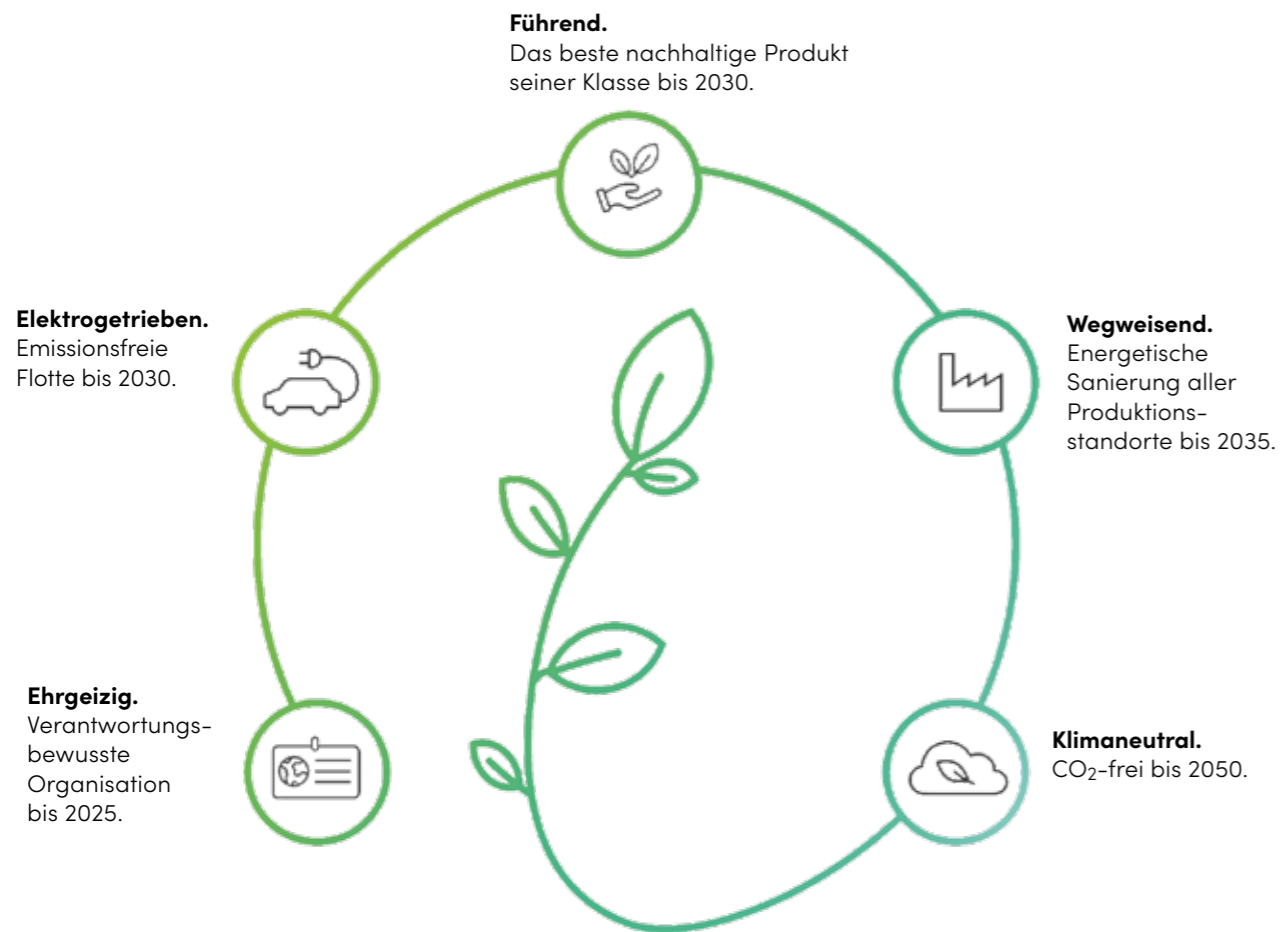 Führend.
Das beste nachhaltige Produkt
seiner Klasse bis 2030.
Elektrogetrieben.
Emissionsfreie
Flotte bis 2030.
Wegweisend.
Energetische
Sanierung aller
Produktions-
standorte bis 2035.
Ehrgeizig.
Verantwortungs-
bewusste
Organisation
bis 2025.
Klimaneutral.
CO₂-frei bis 2050.